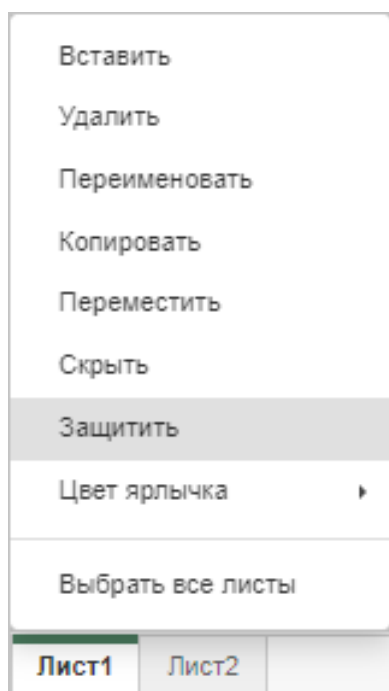 Вставить
Удалить
Переименовать
Копировать
Переместить
Скрыть
Защитить
Цвет ярлычка
Выбрать все листы
Лист1 Лист2